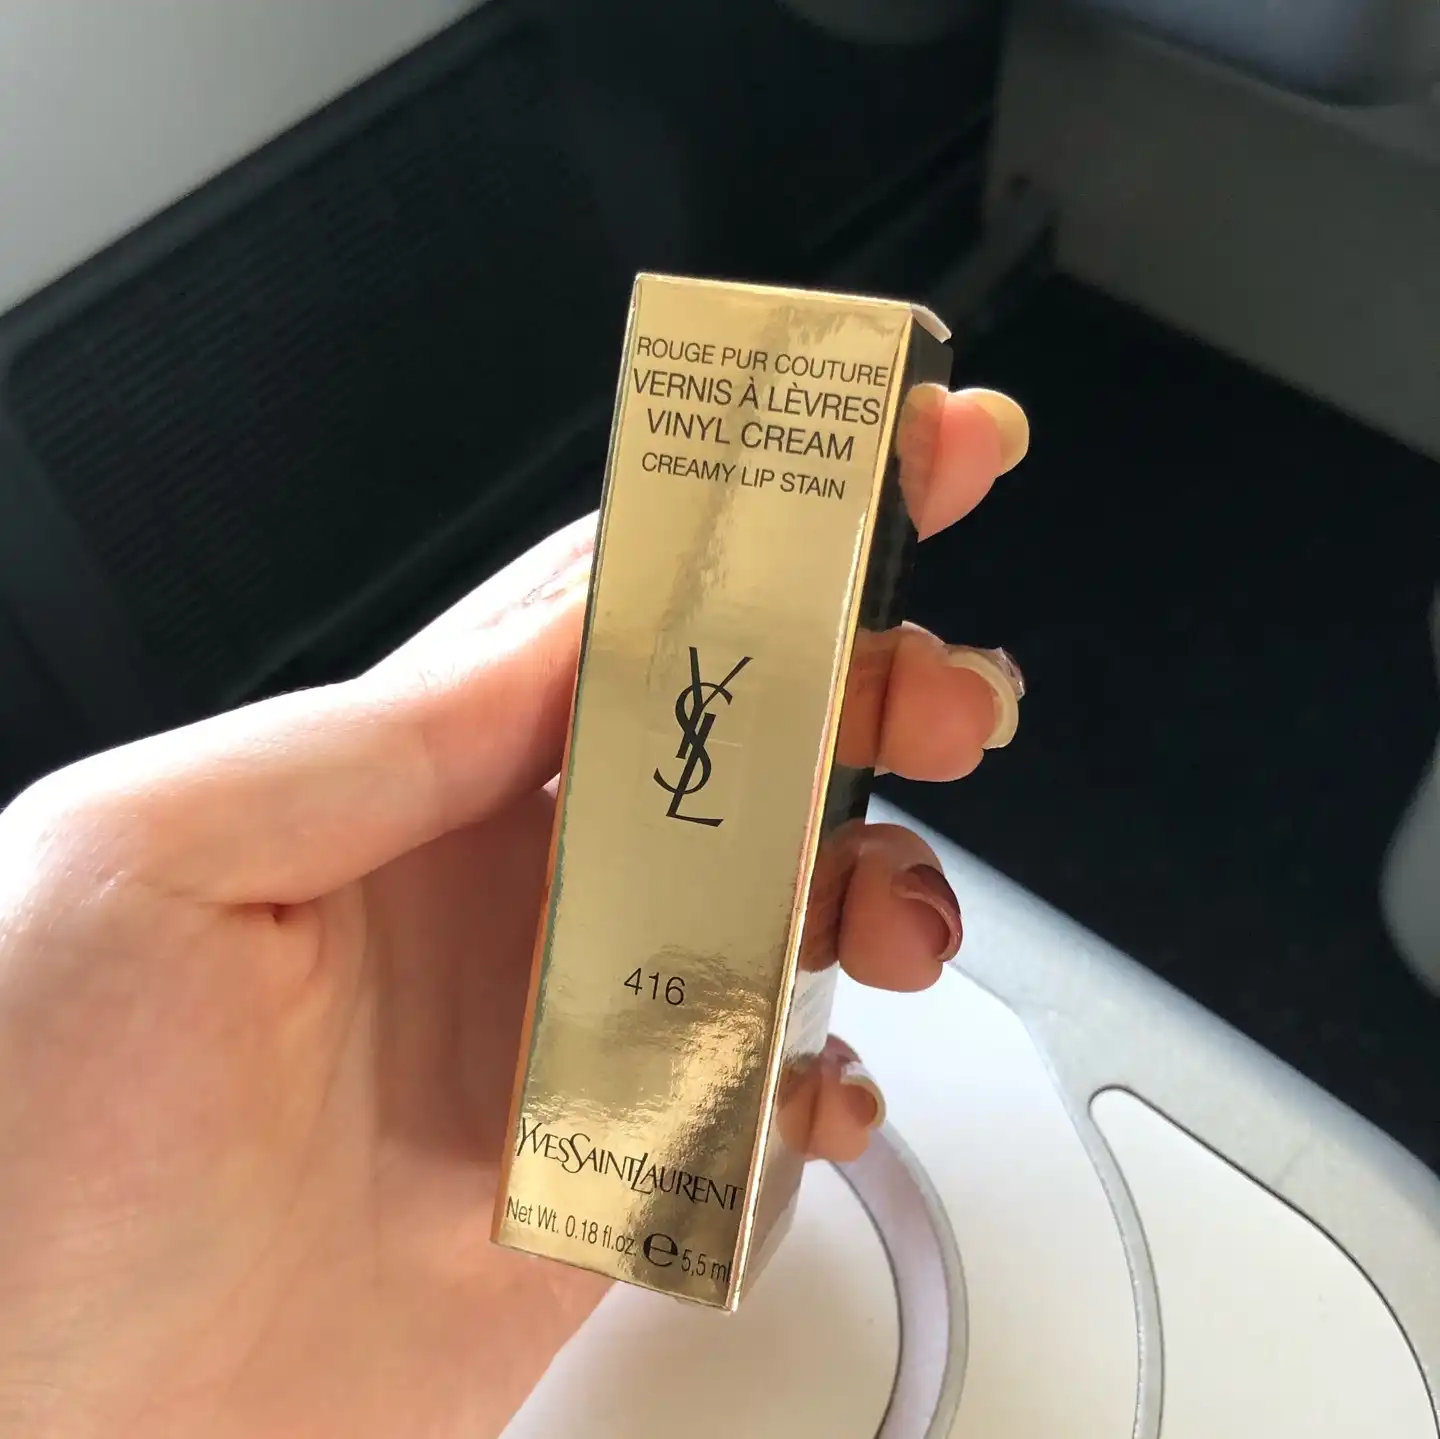 ROUGE PUR COUTURE
VERNIS À LÈVRES
VINYL CREAM
CREAMY LIP STAIN
YSL
416
YVESSAINTLAURENT
Net Wt. 0.18 fl.oz. ℮ 5,5 ml